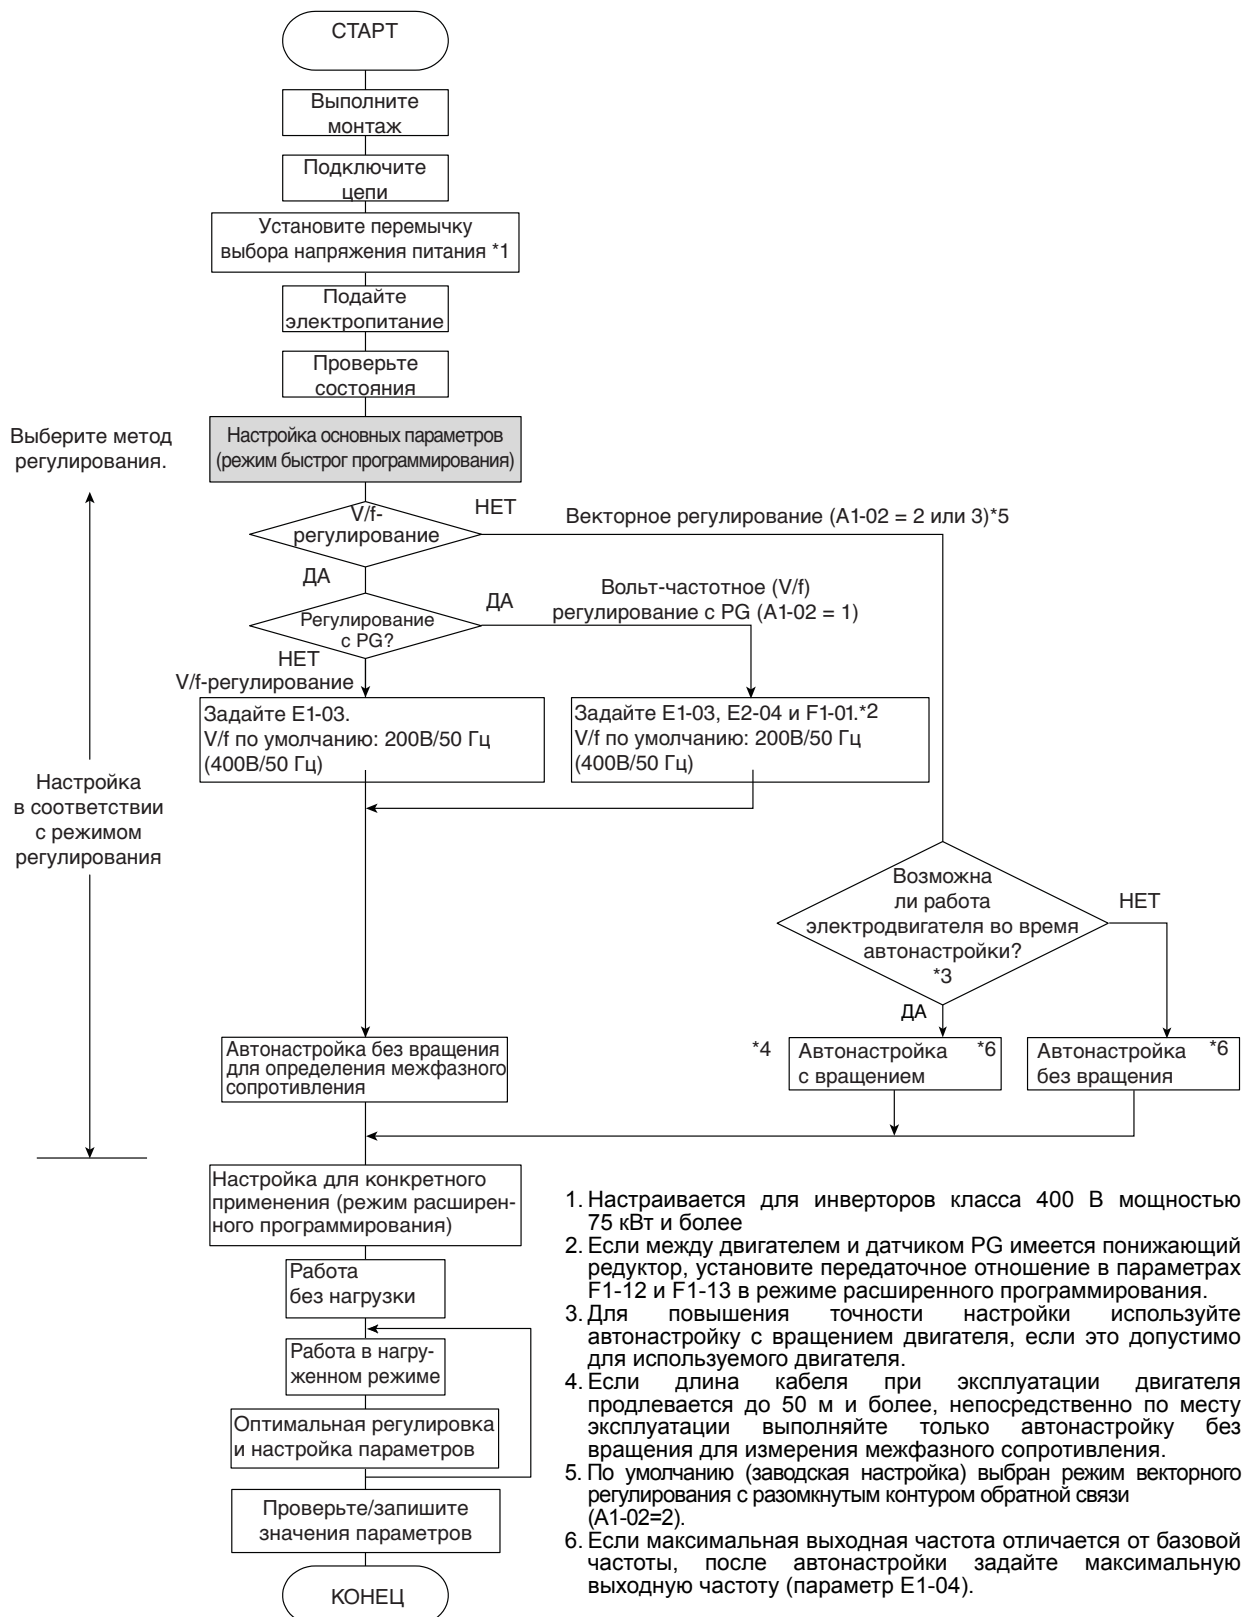 СТАРТ
Выполните
монтаж
Подключите
цепи
Установите перемычку
выбора напряжения питания *1
Подайте
электропитание
Проверьте
состояния
Выберите метод
регулирования.
Настройка основных параметров
(режим быстрог программирования)
V/f-
регулирование
НЕТ
Векторное регулирование (A1-02 = 2 или 3)*5
ДА
Регулирование
с PG?
ДА
Вольт-частотное (V/f)
регулирование с PG (A1-02 = 1)
НЕТ
V/f-регулирование
Задайте E1-03.
V/f по умолчанию: 200В/50 Гц
(400В/50 Гц)
Задайте E1-03, E2-04 и F1-01.*2
V/f по умолчанию: 200В/50 Гц
(400В/50 Гц)
Настройка
в соответствии
с режимом
регулирования
Возможна
ли работа
электродвигателя во время
автонастройки?
*3
НЕТ
ДА
Автонастройка без вращения
для определения межфазного
сопротивления
*4
Автонастройка *6
с вращением
Автонастройка *6
без вращения
Настройка для конкретного
применения (режим расширен-
ного программирования)
Работа
без нагрузки
Работа в нагру-
женном режиме
Оптимальная регулировка
и настройка параметров
Проверьте/запишите
значения параметров
КОНЕЦ
1. Настраивается для инверторов класса 400 В мощностью
75 кВт и более
2. Если между двигателем и датчиком PG имеется понижающий
редуктор, установите передаточное отношение в параметрах
F1-12 и F1-13 в режиме расширенного программирования.
3. Для повышения точности настройки используйте
автонастройку с вращением двигателя, если это допустимо
для используемого двигателя.
4. Если длина кабеля при эксплуатации двигателя
продлевается до 50 м и более, непосредственно по месту
эксплуатации выполняйте только автонастройку без
вращения для измерения межфазного сопротивления.
5. По умолчанию (заводская настройка) выбран режим векторного
регулирования с разомкнутым контуром обратной связи
(A1-02=2).
6. Если максимальная выходная частота отличается от базовой
частоты, после автонастройки задайте максимальную
выходную частоту (параметр E1-04).